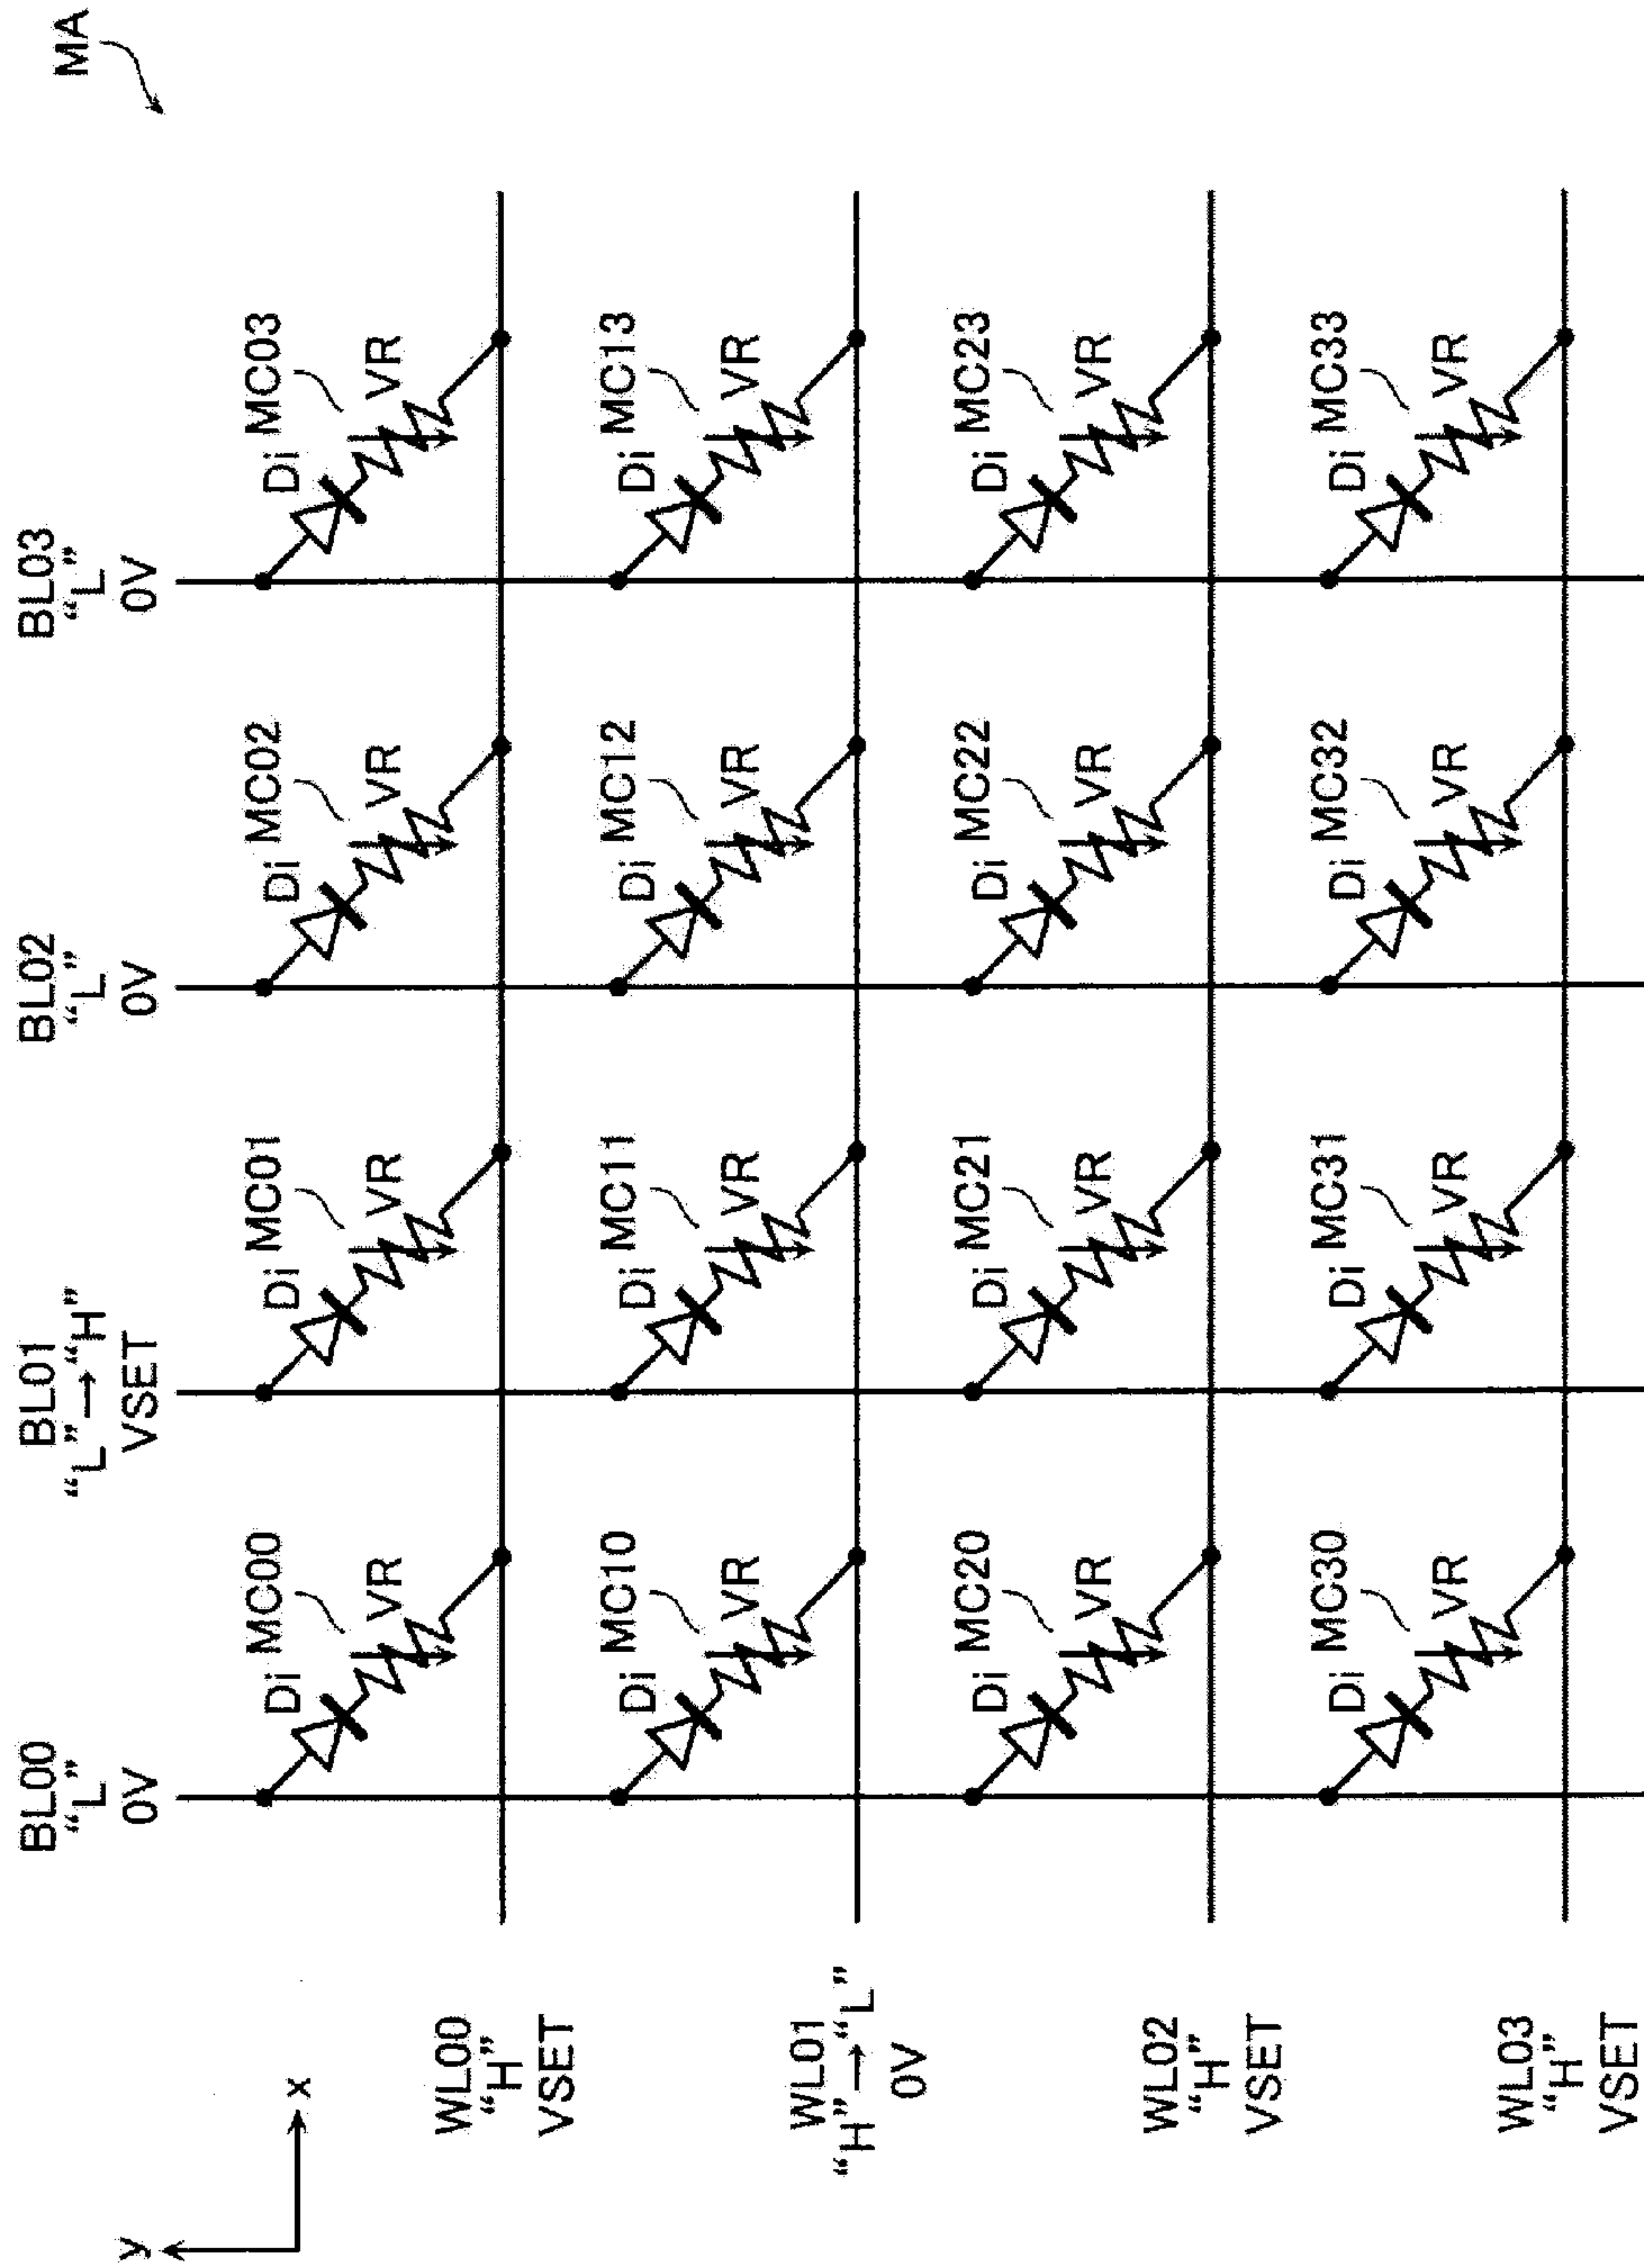 MA
BL00
"L"
0V
BL01
"L"→"H"
VSET
BL02
"L"
0V
BL03
"L"
0V
y
x
WL00
"H"
VSET
Di
MC00
VR
Di
MC01
VR
Di
MC02
VR
Di
MC03
VR
WL01
"H"→"L"
0V
Di
MC10
VR
Di
MC11
VR
Di
MC12
VR
Di
MC13
VR
WL02
"H"
VSET
Di
MC20
VR
Di
MC21
VR
Di
MC22
VR
Di
MC23
VR
WL03
"H"
VSET
Di
MC30
VR
Di
MC31
VR
Di
MC32
VR
Di
MC33
VR